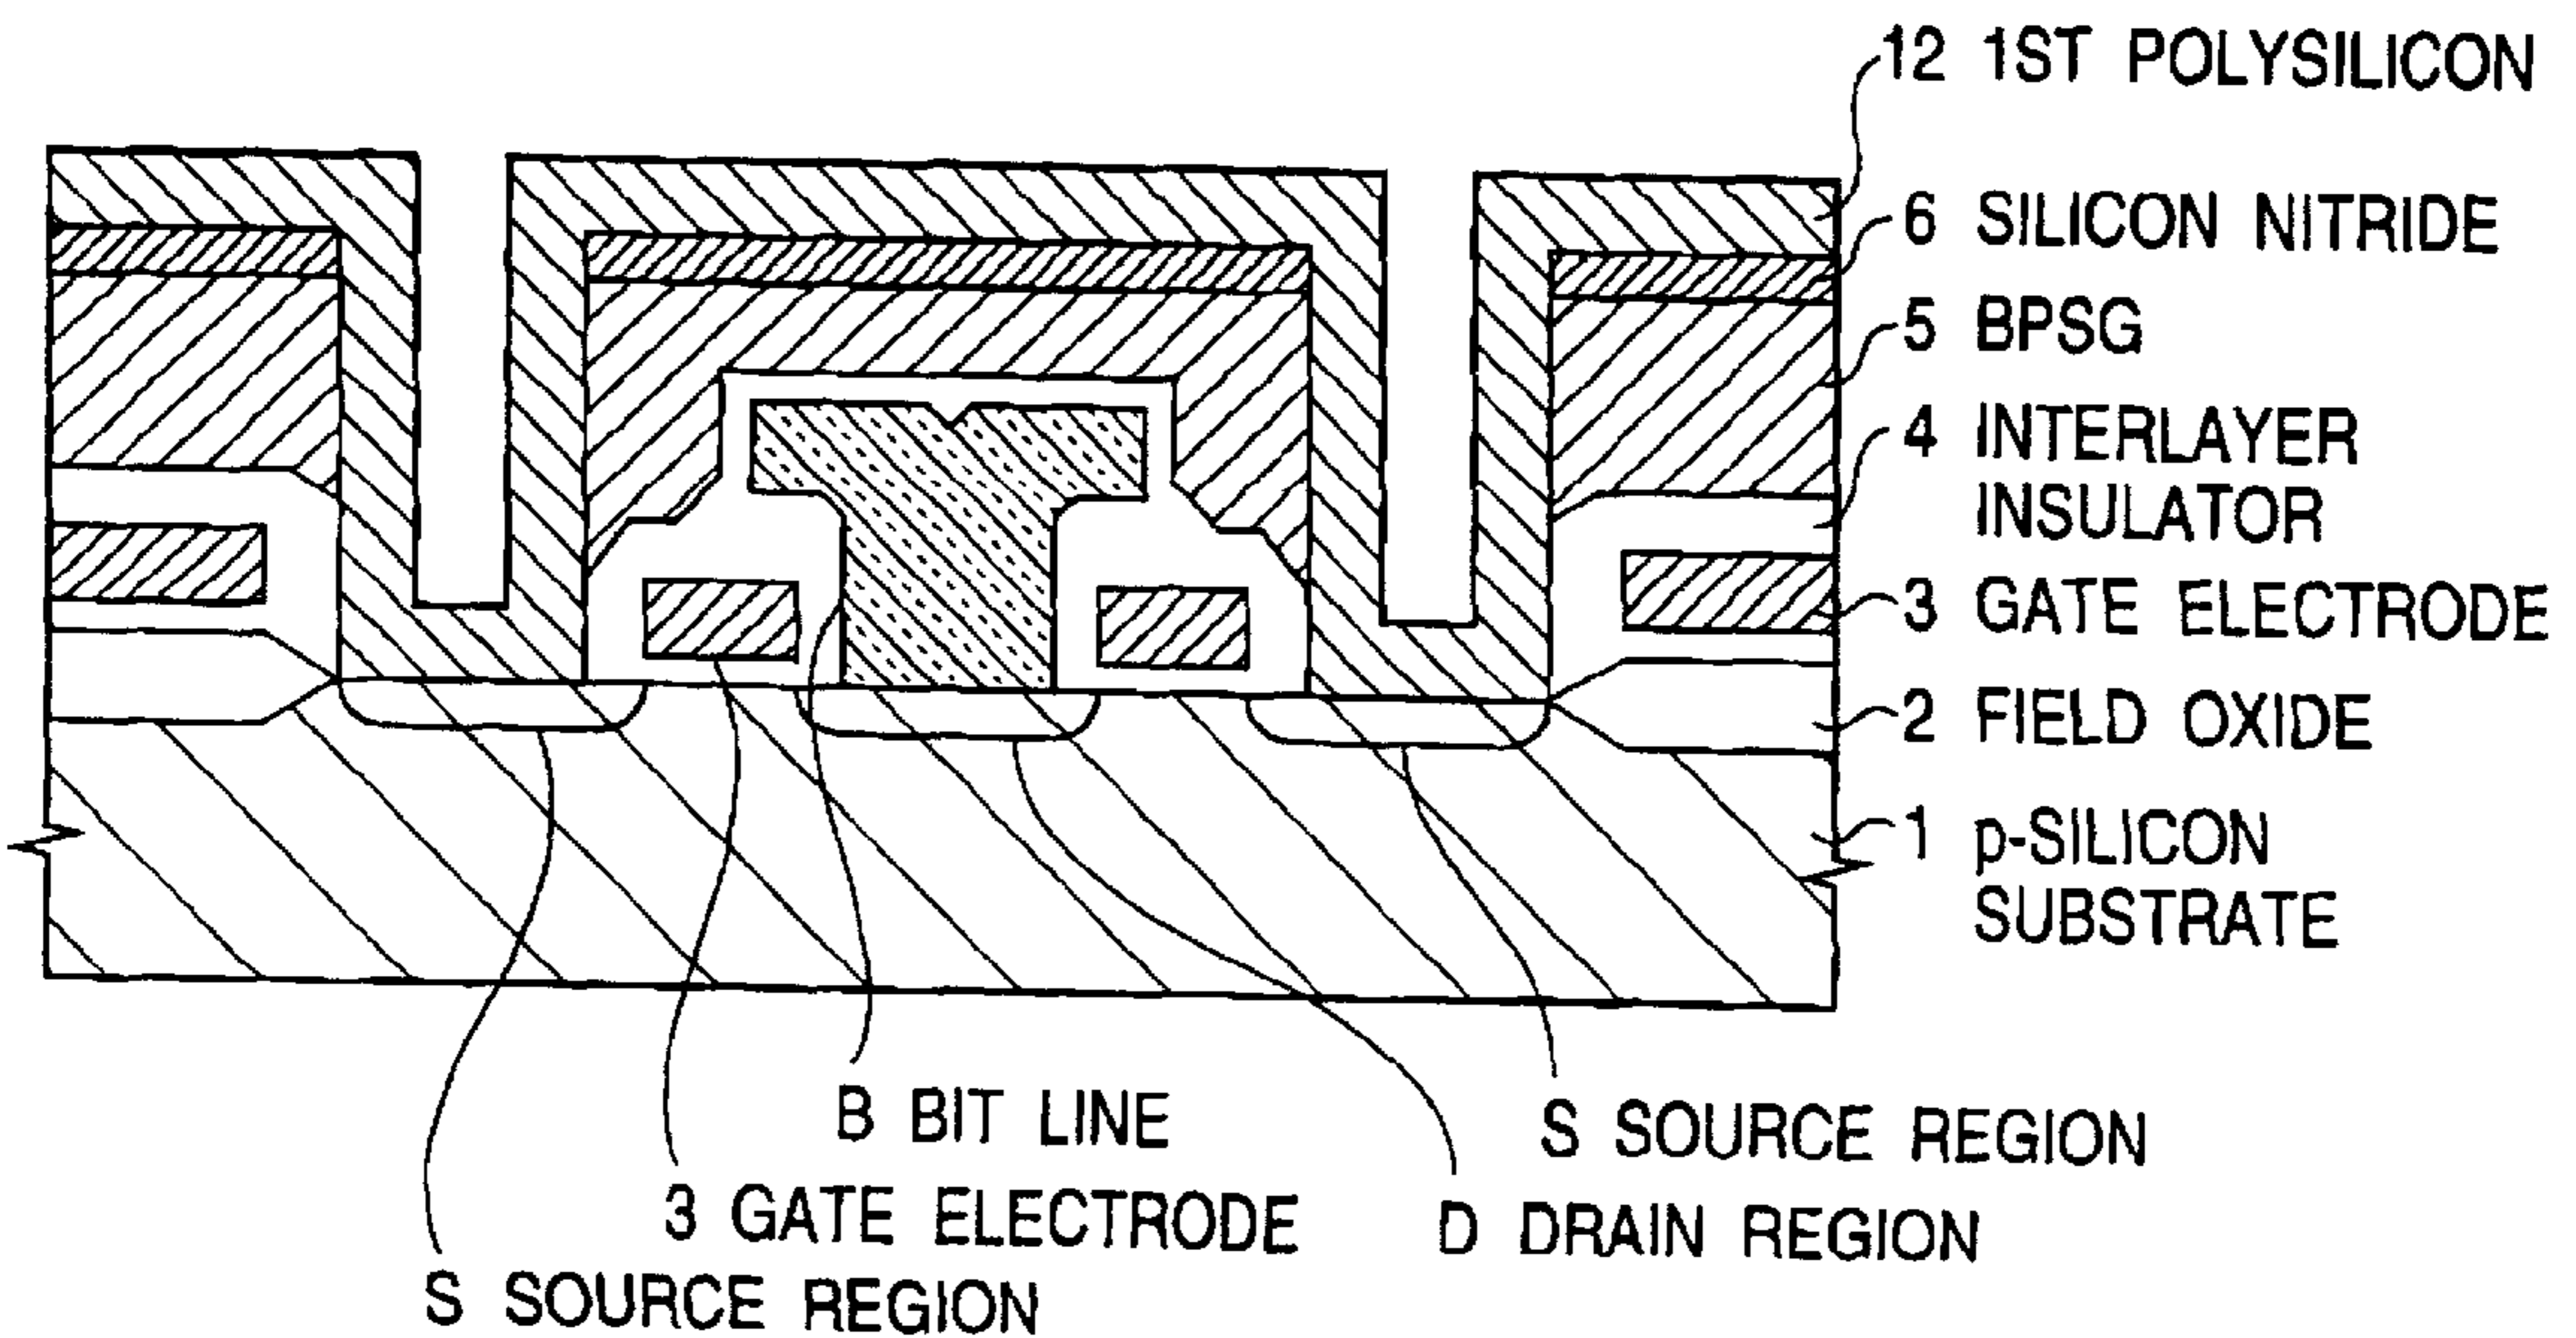 12 1ST POLYSILICON
6 SILICON NITRIDE
5 BPSG
4 INTERLAYER
INSULATOR
3 GATE ELECTRODE
2 FIELD OXIDE
1 p-SILICON
SUBSTRATE
B BIT LINE
S SOURCE REGION
3 GATE ELECTRODE
D DRAIN REGION
S SOURCE REGION